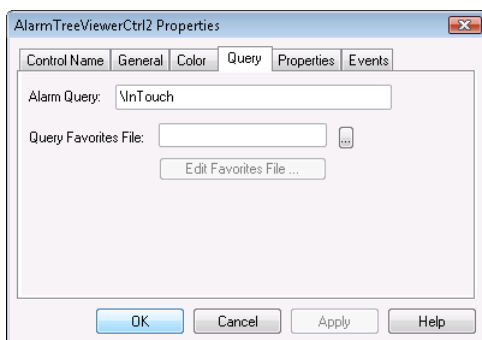 AlarmTreeViewerCtrl2 Properties
Control Name General Color Query Properties Events
Alarm Query: \InTouch
Query Favorites File: ...
Edit Favorites File ...
OK Cancel Apply Help